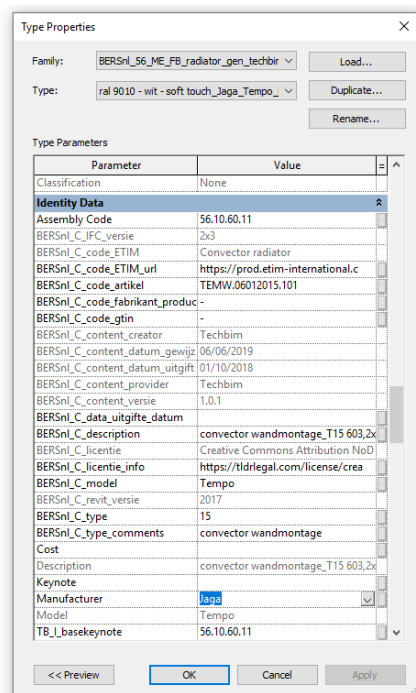 Type Properties
Family: BERSnl_56_ME_FB_radiator_gen_techbir Load...
Type: ral 9010 - wit - soft touch_Jaga_Tempo_ Duplicate...
Rename...
Type Parameters
Parameter Value =
Classification None
Identity Data
Assembly Code 56.10.60.11
BERSnl_C_IFC_versie 2x3
BERSnl_C_code_ETIM Convector radiator
BERSnl_C_code_ETIM_url https://prod.etim-international.c
BERSnl_C_code_artikel TEMW.06012015.101
BERSnl_C_code_fabrikant_produc -
BERSnl_C_code_gtin -
BERSnl_C_content_creator Techbim
BERSnl_C_content_datum_gewijz 06/06/2019
BERSnl_C_content_datum_uitgift 01/10/2018
BERSnl_C_content_provider Techbim
BERSnl_C_content_versie 1.0.1
BERSnl_C_data_uitgifte_datum
BERSnl_C_description convector wandmontage_T15 603,2x
BERSnl_C_licentie Creative Commons Attribution NoD
BERSnl_C_licentie_info https://tldrlegal.com/license/crea
BERSnl_C_model Tempo
BERSnl_C_revit_versie 2017
BERSnl_C_type 15
BERSnl_C_type_comments convector wandmontage
Cost
Description convector wandmontage_T15 603,2x
Keynote
Manufacturer Jaga
Model Tempo
TB_I_basekeynote 56.10.60.11
<< Preview OK Cancel Apply